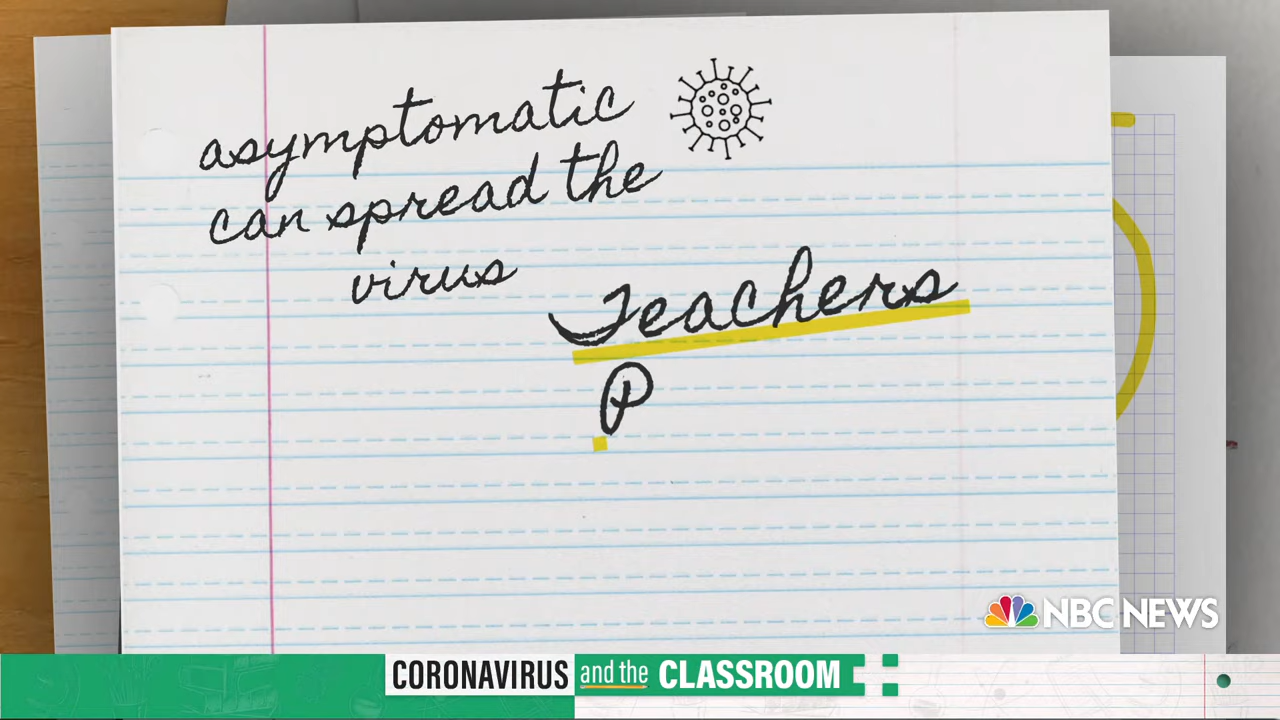 asymptomatic
can spread the
virus
Teachers
P
NBC NEWS
CORONAVIRUS and the CLASSROOM